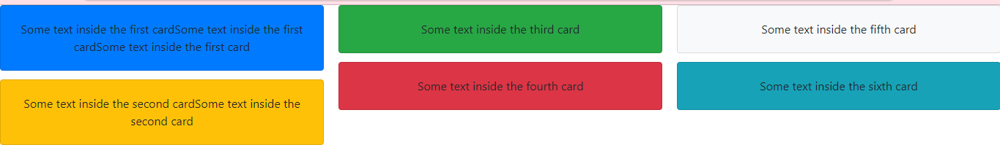 Some text inside the first cardSome text inside the first
cardSome text inside the first card
Some text inside the second cardSome text inside the
second card
Some text inside the third card
Some text inside the fourth card
Some text inside the fifth card
Some text inside the sixth card